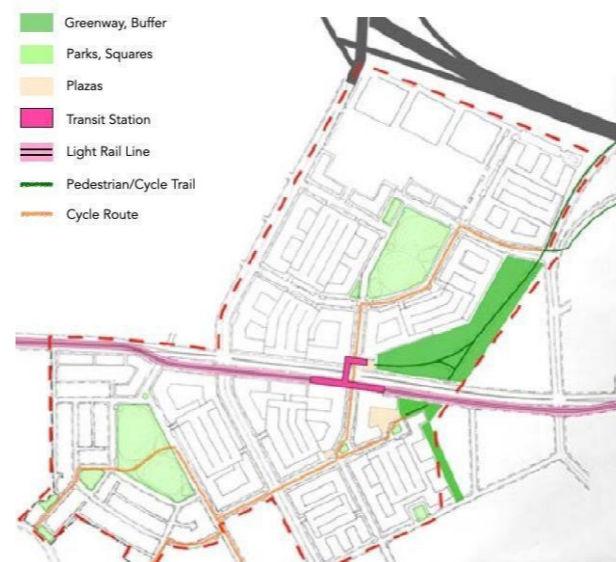 Greenway, Buffer
Parks, Squares
Plazas
Transit Station
Light Rail Line
Pedestrian/Cycle Trail
Cycle Route